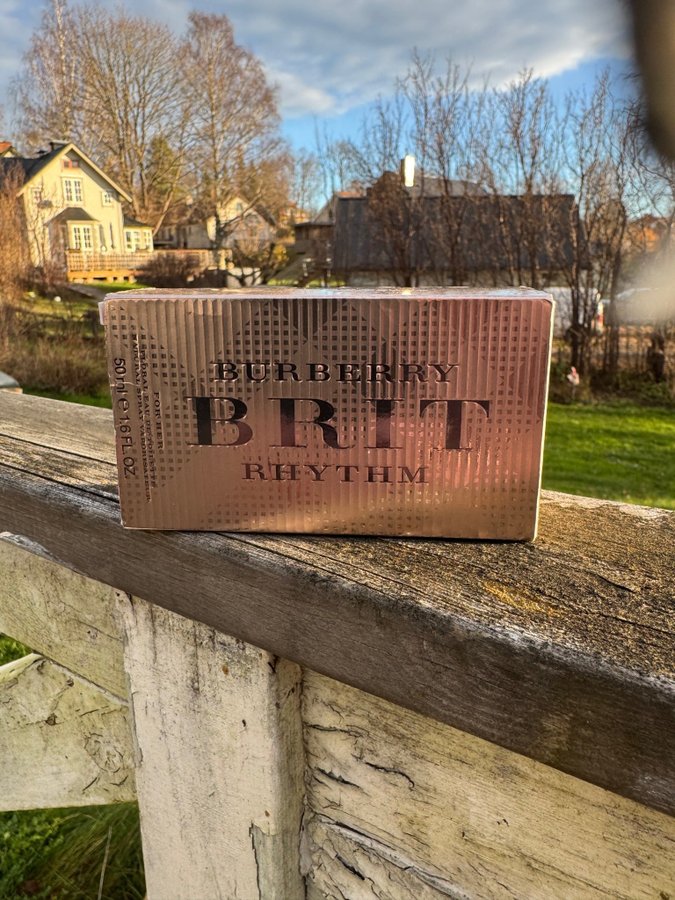 BURBERRY
BRIT
RHYTHM
FOR HER
50 ml ℮ 1.6 FL.OZ.